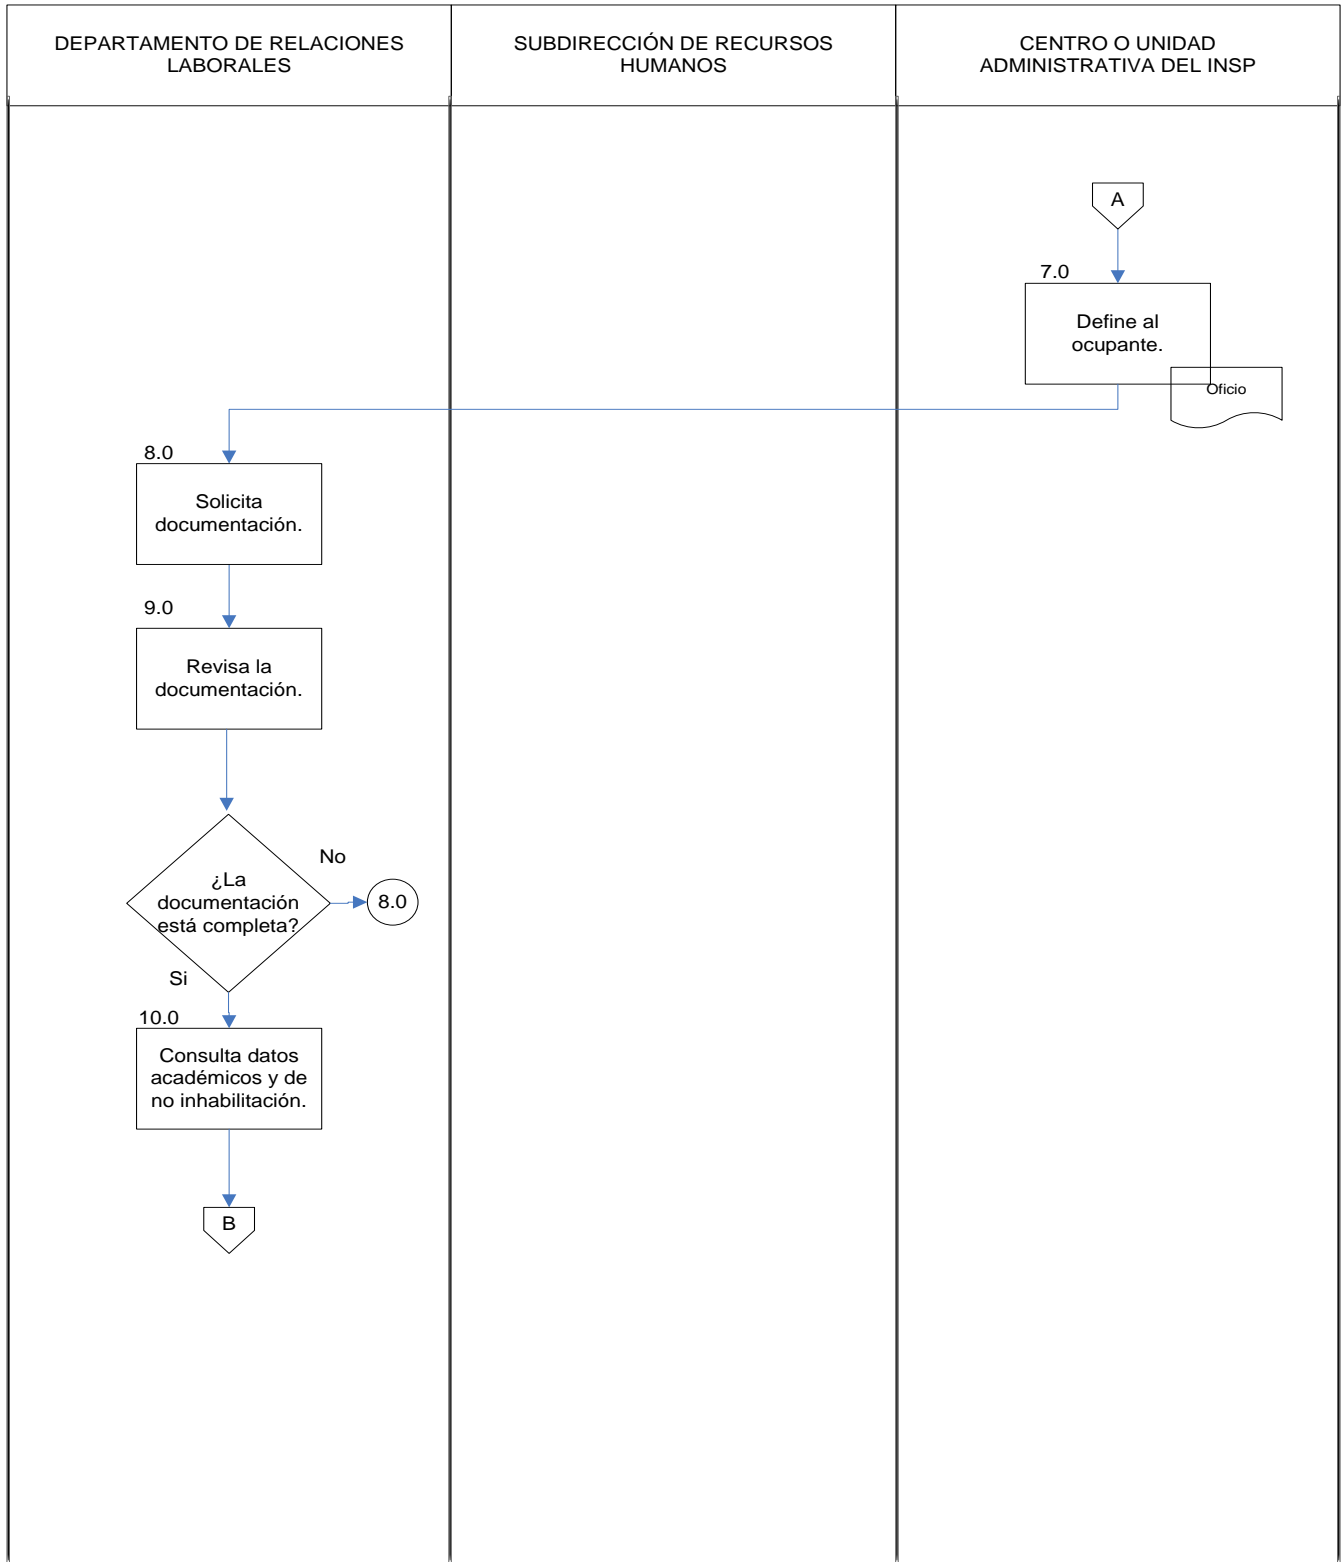 DEPARTAMENTO DE RELACIONES
LABORALES
SUBDIRECCIÓN DE RECURSOS
HUMANOS
CENTRO O UNIDAD
ADMINISTRATIVA DEL INSP
A
7.0
Define al
ocupante.
Oficio
8.0
Solicita
documentación.
9.0
Revisa la
documentación.
No
¿La
documentación
está completa?
8.0
Si
10.0
Consulta datos
académicos y de
no inhabilitación.
B